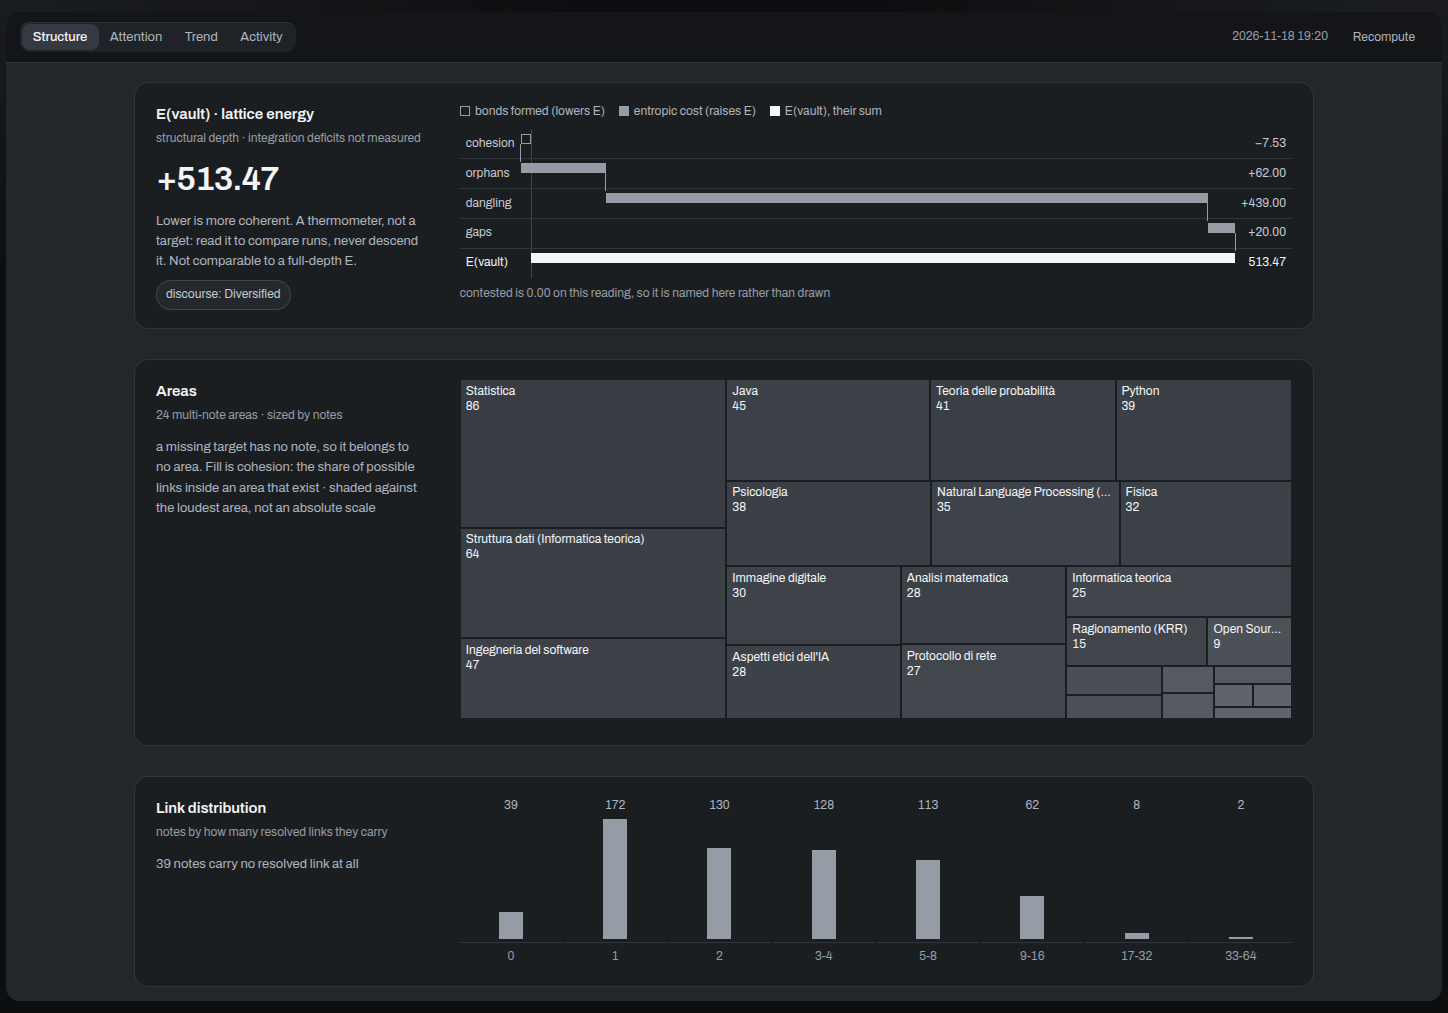 Structure Attention Trend Activity 2026-11-18 19:20 Recompute
E(vault) · lattice energy
structural depth · integration deficits not measured
+513.47
Lower is more coherent. A thermometer, not a
target: read it to compare runs, never descend
it. Not comparable to a full-depth E.
discourse: Diversified
bonds formed (lowers E) entropic cost (raises E) E(vault), their sum
cohesion −7.53
orphans +62.00
dangling +439.00
gaps +20.00
E(vault) 513.47
contested is 0.00 on this reading, so it is named here rather than drawn
Areas
24 multi-note areas · sized by notes
a missing target has no note, so it belongs to
no area. Fill is cohesion: the share of possible
links inside an area that exist · shaded against
the loudest area, not an absolute scale
Statistica
86
Java
45
Teoria delle probabilità
41
Python
39
Psicologia
38
Natural Language Processing (...
35
Fisica
32
Struttura dati (Informatica teorica)
64
Immagine digitale
30
Analisi matematica
28
Informatica teorica
25
Ragionamento (KRR)
15
Open Sour...
9
Ingegneria del software
47
Aspetti etici dell'IA
28
Protocollo di rete
27
Link distribution
notes by how many resolved links they carry
39 notes carry no resolved link at all
39 172 130 128 113 62 8 2
0 1 2 3-4 5-8 9-16 17-32 33-64